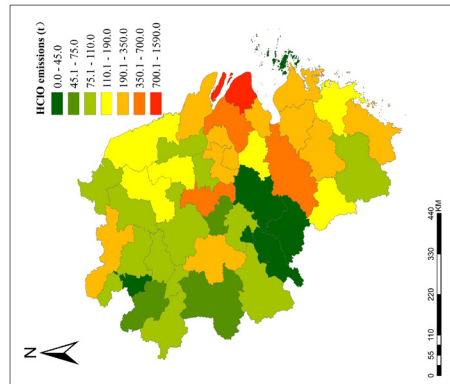 HClO emissions (t)
0.0 - 45.0
45.1 - 75.0
75.1 - 110.0
110.1 - 190.0
190.1 - 350.0
350.1 - 700.0
700.1 - 1590.0
N
0 55 110 220 330 440
KM